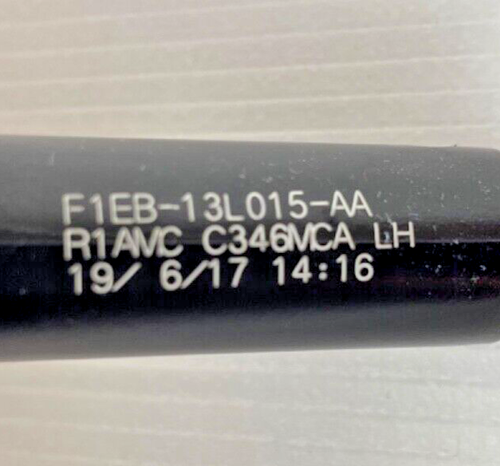 F1EB-13L015-AA
R1AMC C346MCA LH
19/ 6/17 14:16